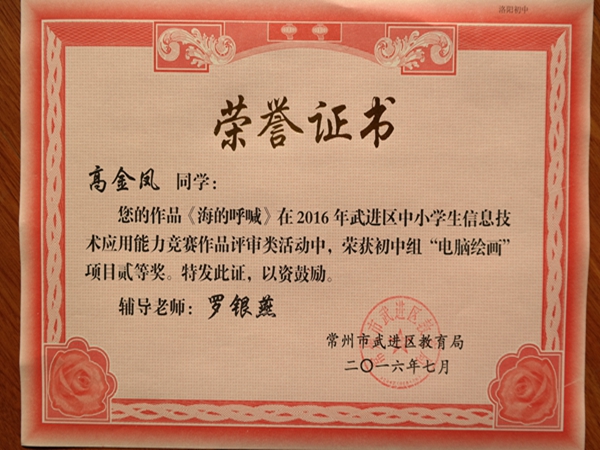 洛阳初中
荣誉证书
高金凤 同学：
您的作品《海的呼喊》在2016年武进区中小学生信息技
术应用能力竞赛作品评审类活动中，荣获初中组“电脑绘画”
项目贰等奖。特发此证，以资鼓励。
辅导老师：罗银燕
常州市武进区教育局
二〇一六年七月